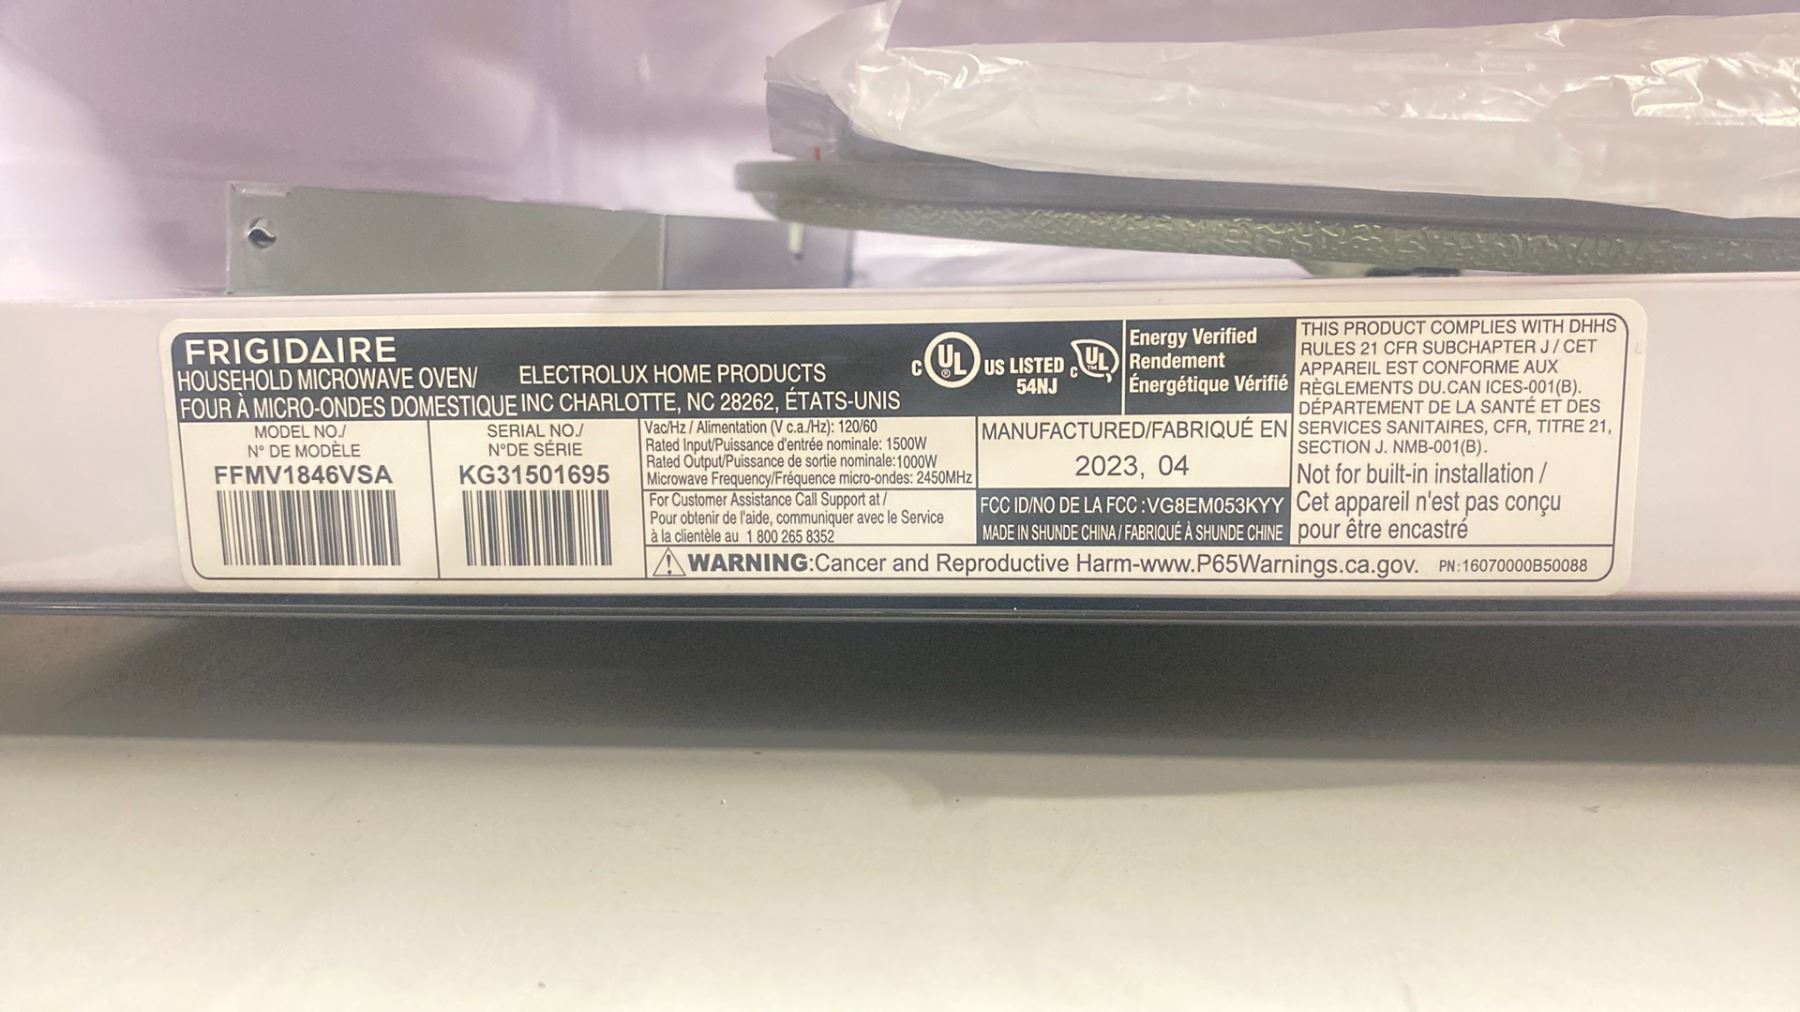 FRIGIDAIRE
HOUSEHOLD MICROWAVE OVEN/
FOUR À MICRO-ONDES DOMESTIQUE
ELECTROLUX HOME PRODUCTS
INC CHARLOTTE, NC 28262, ÉTATS-UNIS
C UL ® US LISTED
54NJ
C UL TM
Energy Verified
Rendement
Énergétique Vérifié
MODEL NO./
N° DE MODÈLE
FFMV1846VSA
SERIAL NO./
N°DE SÉRIE
KG31501695
Vac/Hz / Alimentation (V c.a./Hz): 120/60
Rated Input/Puissance d'entrée nominale: 1500W
Rated Output/Puissance de sortie nominale:1000W
Microwave Frequency/Fréquence micro-ondes: 2450MHz
For Customer Assistance Call Support at /
Pour obtenir de l'aide, communiquer avec le Service
à la clientèle au 1 800 265 8352
MANUFACTURED/FABRIQUÉ EN
2023, 04
FCC ID/NO DE LA FCC :VG8EM053KYY
MADE IN SHUNDE CHINA / FABRIQUÉ À SHUNDE CHINE
THIS PRODUCT COMPLIES WITH DHHS
RULES 21 CFR SUBCHAPTER J / CET
APPAREIL EST CONFORME AUX
RÈGLEMENTS DU.CAN ICES-001(B).
DÉPARTEMENT DE LA SANTÉ ET DES
SERVICES SANITAIRES, CFR, TITRE 21,
SECTION J. NMB-001(B).
Not for built-in installation /
Cet appareil n'est pas conçu
pour être encastré
WARNING:Cancer and Reproductive Harm-www.P65Warnings.ca.gov.
PN:16070000B50088